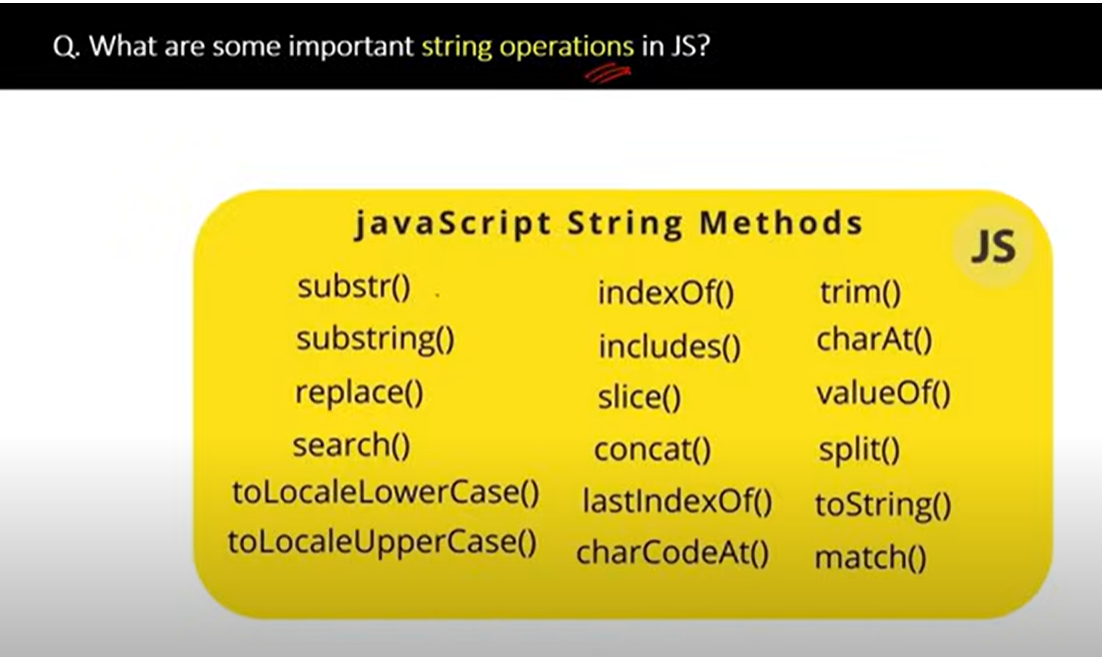 Q. What are some important string operations in JS?
javaScript String Methods
JS
substr()
substring()
replace()
search()
toLocaleLowerCase()
toLocaleUpperCase()
indexOf()
includes()
slice()
concat()
lastIndexOf()
charCodeAt()
trim()
charAt()
valueOf()
split()
toString()
match()